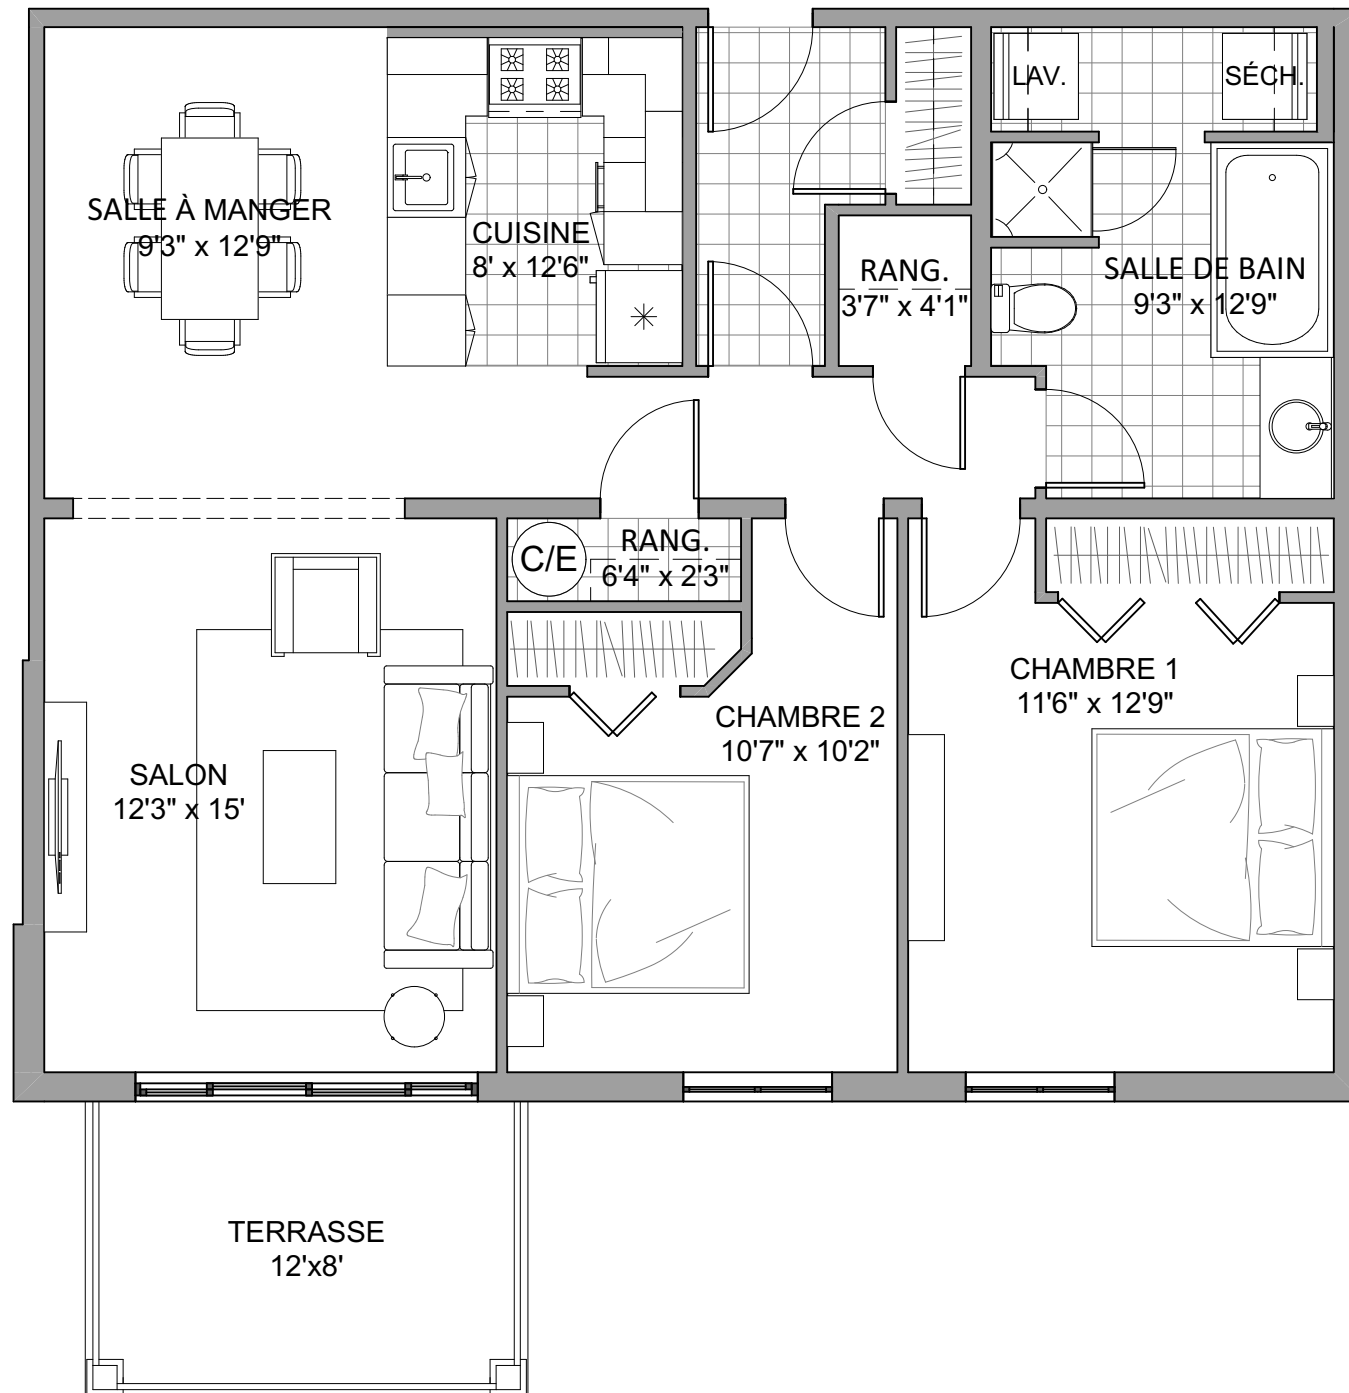 LAV.
SÉCH.
SALLE À MANGER
9'3" x 12'9"
CUISINE
8' x 12'6"
RANG.
3'7" x 4'1"
SALLE DE BAIN
9'3" x 12'9"
C/E
RANG.
6'4" x 2'3"
CHAMBRE 1
11'6" x 12'9"
CHAMBRE 2
10'7" x 10'2"
SALON
12'3" x 15'
TERRASSE
12'x8'